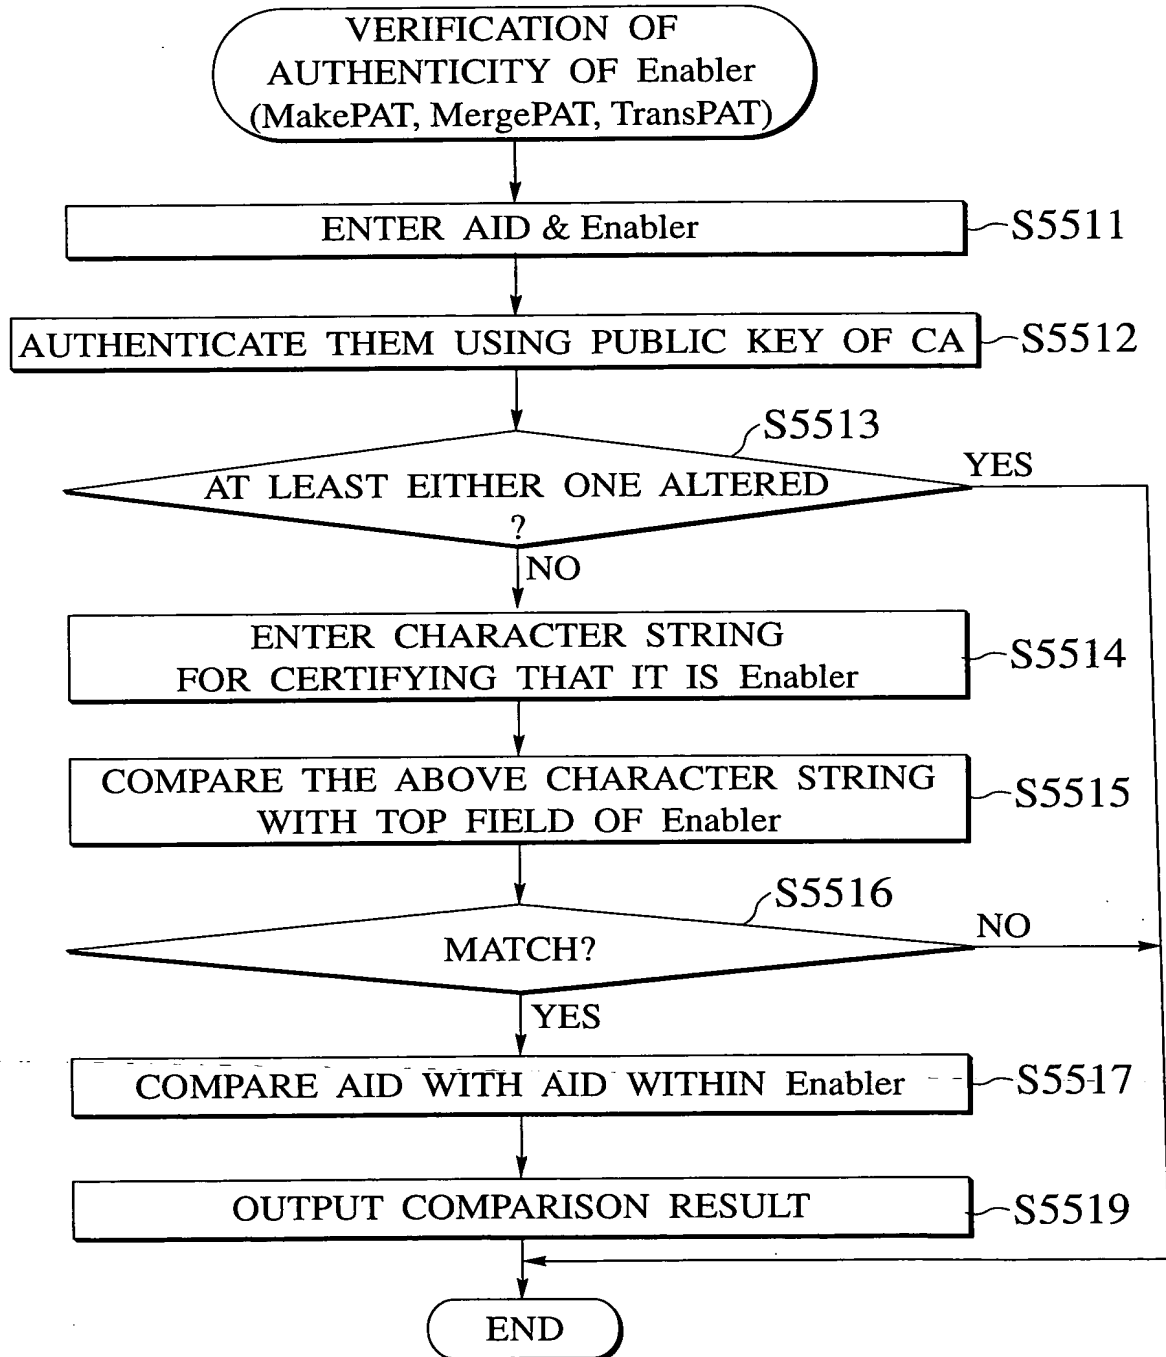 VERIFICATION OF
AUTHENTICITY OF Enabler
(MakePAT, MergePAT, TransPAT)
ENTER AID & Enabler
S5511
AUTHENTICATE THEM USING PUBLIC KEY OF CA
S5512
S5513
AT LEAST EITHER ONE ALTERED
?
YES
NO
ENTER CHARACTER STRING
FOR CERTIFYING THAT IT IS Enabler
S5514
COMPARE THE ABOVE CHARACTER STRING
WITH TOP FIELD OF Enabler
S5515
S5516
MATCH?
NO
YES
COMPARE AID WITH AID WITHIN Enabler
S5517
OUTPUT COMPARISON RESULT
S5519
END